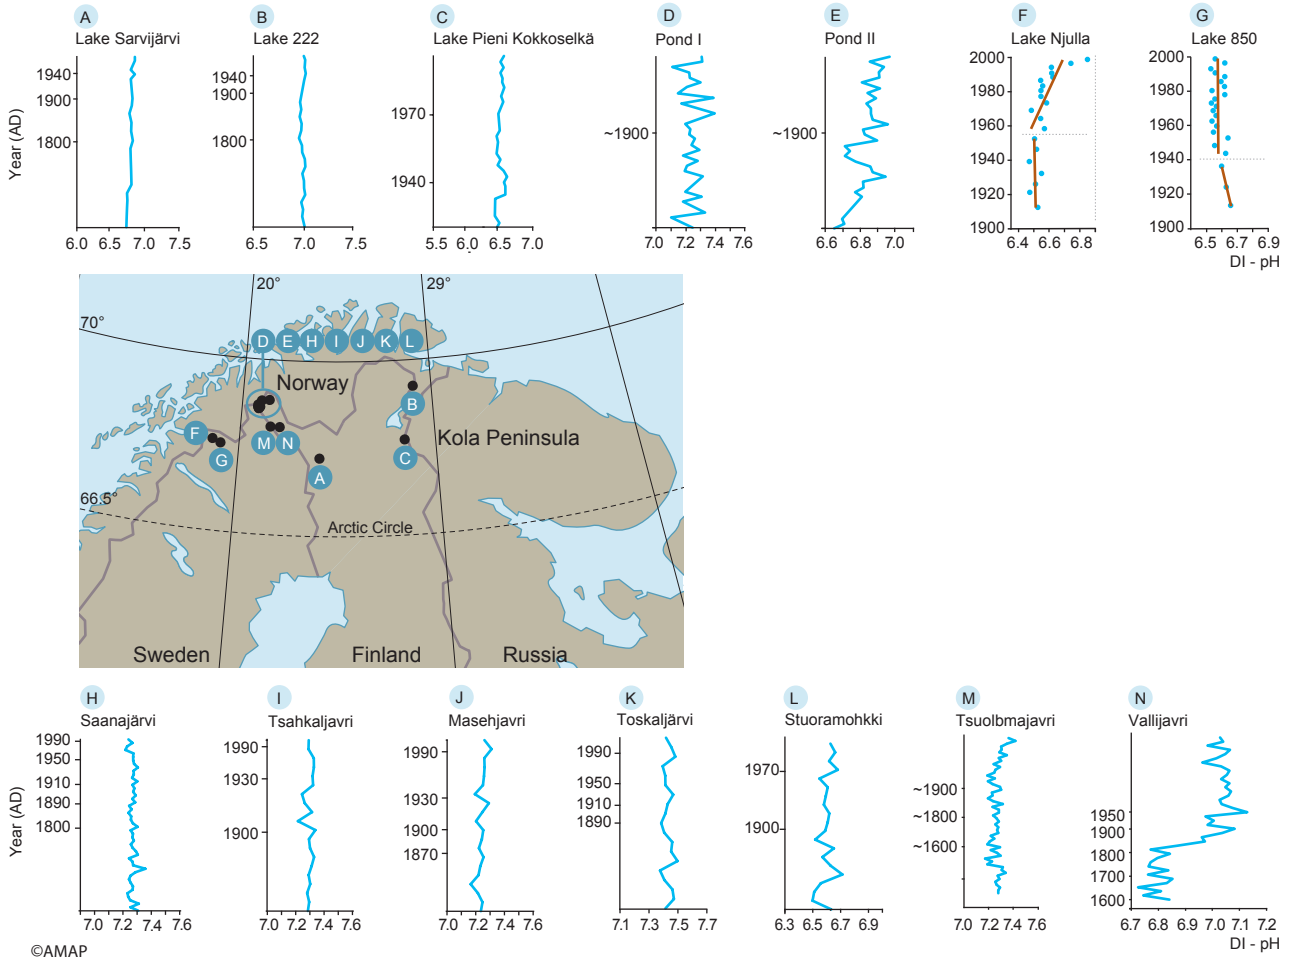 A
B
C
D
E
F
G
Lake Sarvijärvi
Lake 222
Lake Pieni Kokkoselkä
Pond I
Pond II
Lake Njulla
Lake 850
Year (AD)
1940
1900
1800
6.0 6.5 7.0 7.5
1940
1900
1800
6.5 7.0 7.5
1970
1940
5.5 6.0 6.5 7.0
~1900
7.0 7.2 7.4 7.6
~1900
6.6 6.8 7.0
2000
1980
1960
1940
1920
1900
6.4 6.6 6.8
2000
1980
1960
1940
1920
1900
6.5 6.7 6.9
DI - pH
20°
29°
70°
D E H I J K L
Norway
B
F
M N
Kola Peninsula
G
C
A
66.5°
Arctic Circle
Sweden
Finland
Russia
H
I
J
K
L
M
N
Saanajärvi
Tsahkaljavri
Masehjavri
Toskaljärvi
Stuoramohkki
Tsuolbmajavri
Vallijavri
Year (AD)
1990
1950
1910
1890
1800
7.0 7.2 7.4 7.6
1990
1930
1900
7.0 7.2 7.4 7.6
1990
1930
1900
1870
7.0 7.2 7.4 7.6
1990
1950
1910
1890
7.1 7.3 7.5 7.7
1970
1900
6.3 6.5 6.7 6.9
~1900
~1800
~1600
7.0 7.2 7.4 7.6
1950
1900
1800
1700
1600
6.7 6.8 6.9 7.0 7.1 7.2
DI - pH
©AMAP